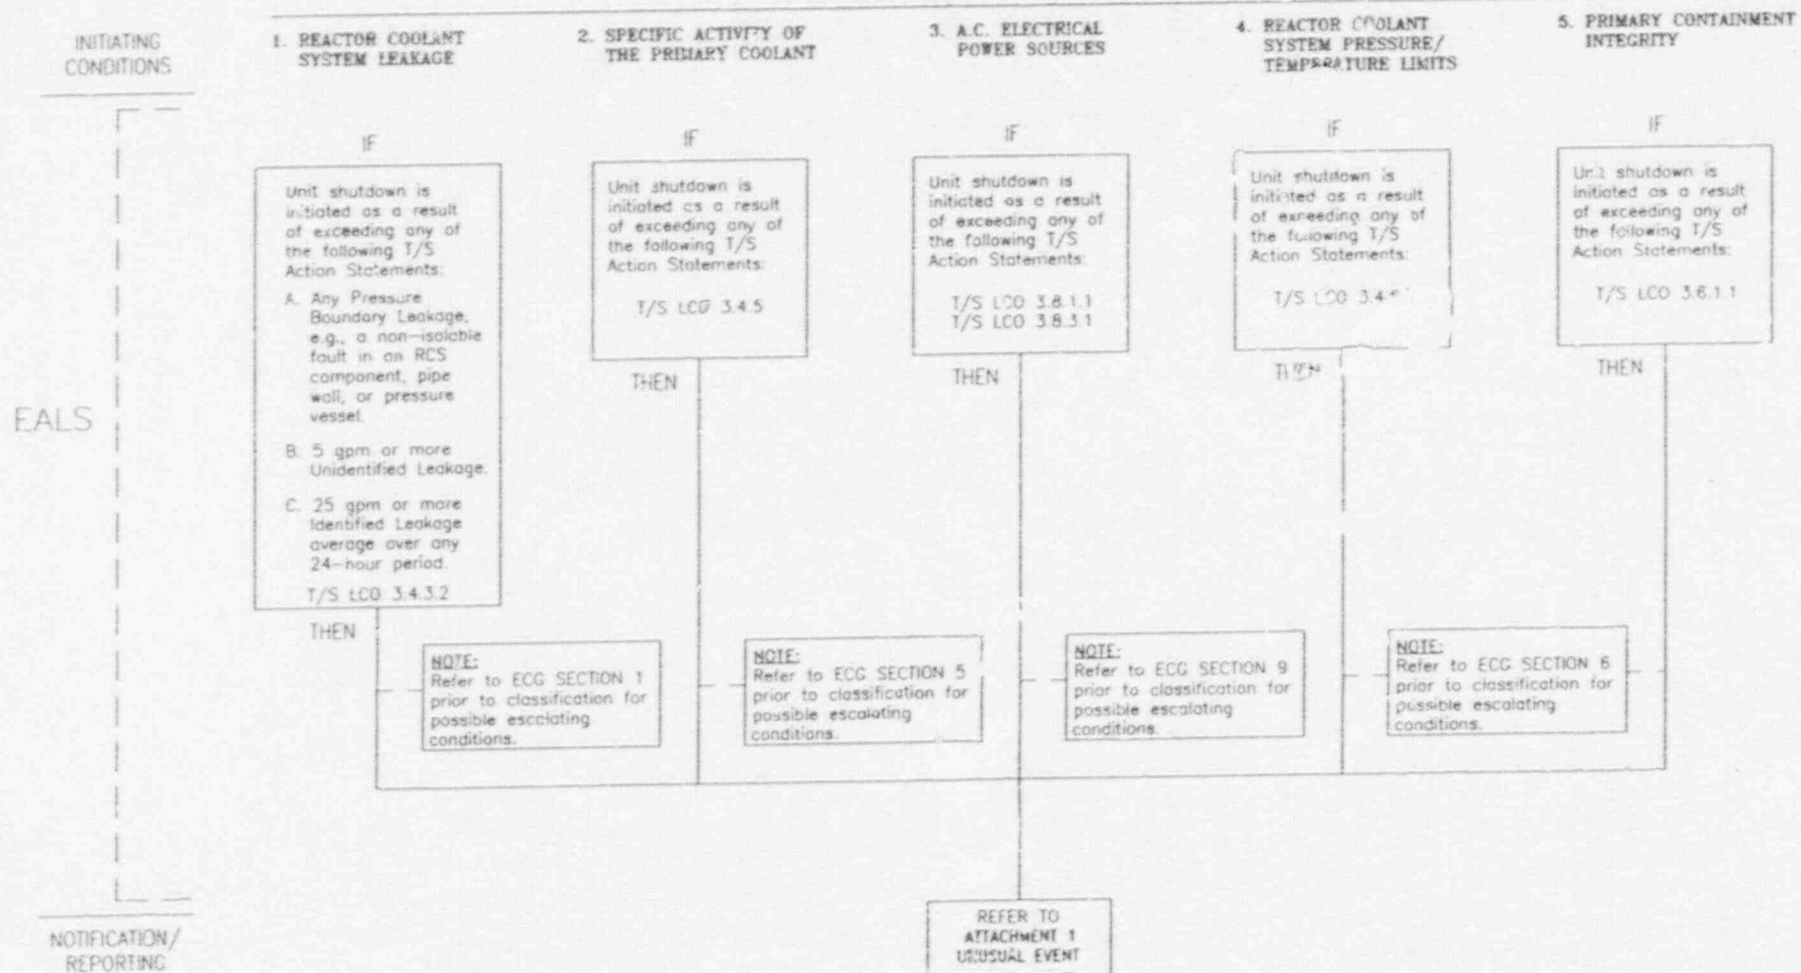 INITIATING
CONDITIONS
1. REACTOR COOLANT
SYSTEM LEAKAGE
2. SPECIFIC ACTIVITY OF
THE PRIMARY COOLANT
3. A.C. ELECTRICAL
POWER SOURCES
4. REACTOR COOLANT
SYSTEM PRESSURE/
TEMPERATURE LIMITS
5. PRIMARY CONTAINMENT
INTEGRITY
EALS
IF
Unit shutdown is
initiated as a result
of exceeding any of
the following T/S
Action Statements:
A. Any Pressure
Boundary Leakage,
e.g., a non-isolable
fault in an RCS
component, pipe
wall, or pressure
vessel.
B. 5 gpm or more
Unidentified Leakage.
C. 25 gpm or more
Identified Leakage
average over any
24-hour period.
T/S LCO 3.4.3.2
THEN
IF
Unit shutdown is
initiated as a result
of exceeding any of
the following T/S
Action Statements:
T/S LCO 3.4.5
THEN
IF
Unit shutdown is
initiated as a result
of exceeding any of
the following T/S
Action Statements:
T/S LCO 3.8.1.1
T/S LCO 3.8.3.1
THEN
IF
Unit shutdown is
initiated as a result
of exceeding any of
the following T/S
Action Statements:
T/S LCO
THEN
IF
Unit shutdown is
initiated as a result
of exceeding any of
the following T/S
Action Statements:
T/S LCO 3.6.1.1
THEN
NOTE:
Refer to ECG SECTION 1
prior to classification for
possible escalating
conditions.
NOTE:
Refer to ECG SECTION 5
prior to classification for
possible escalating
conditions.
NOTE:
Refer to ECG SECTION 9
prior to classification for
possible escalating
conditions.
NOTE:
Refer to ECG SECTION 6
prior to classification for
possible escalating
conditions.
NOTIFICATION/
REPORTING
REFER TO
ATTACHMENT 1
UNUSUAL EVENT